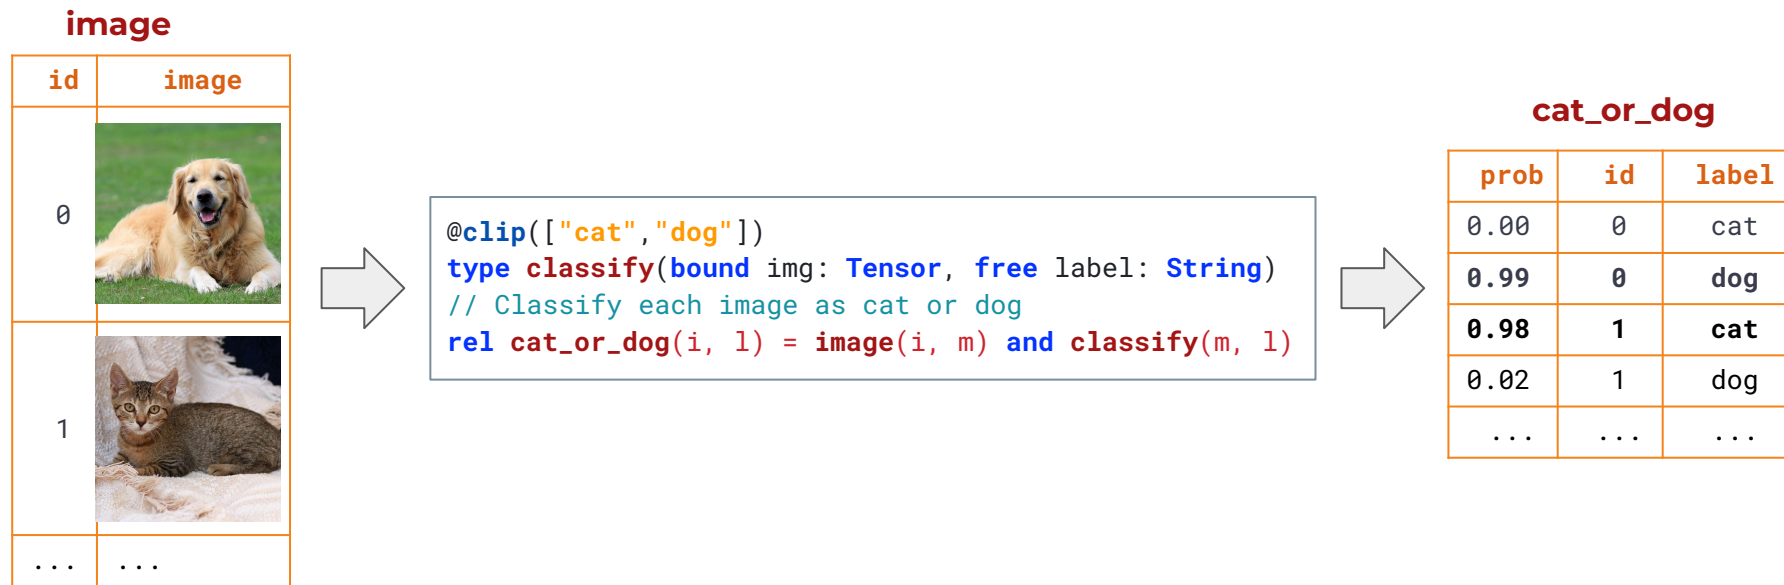 image
id image
0
1
... ...
@clip(["cat","dog"])
type classify(bound img: Tensor, free label: String)
// Classify each image as cat or dog
rel cat_or_dog(i, l) = image(i, m) and classify(m, l)
cat_or_dog
prob id label
0.00 0 cat
0.99 0 dog
0.98 1 cat
0.02 1 dog
... ... ...